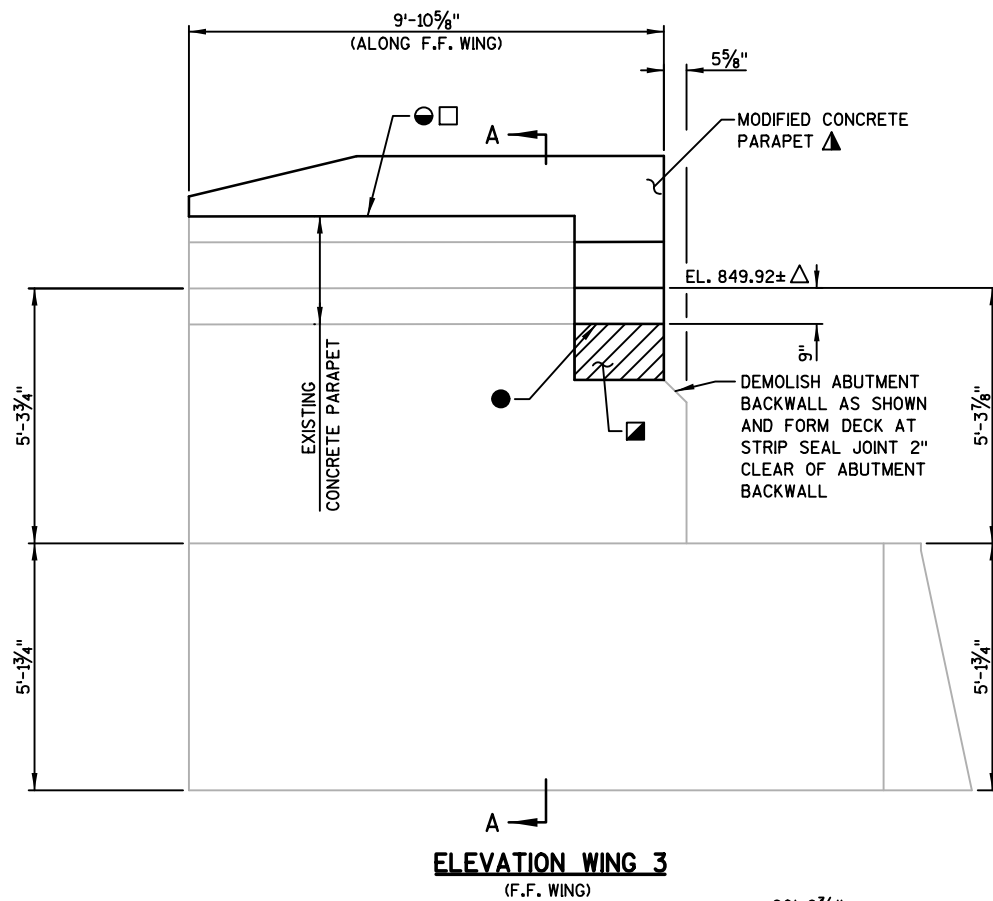 9'-10⅝"
(ALONG F.F. WING)
5⅝"
A
MODIFIED CONCRETE
PARAPET
EL. 849.92±
9"
EXISTING
CONCRETE PARAPET
5'-3¾"
5'-3⅞"
DEMOLISH ABUTMENT
BACKWALL AS SHOWN
AND FORM DECK AT
STRIP SEAL JOINT 2"
CLEAR OF ABUTMENT
BACKWALL
5'-1¾"
5'-1¾"
A
ELEVATION WING 3
(F.F. WING)